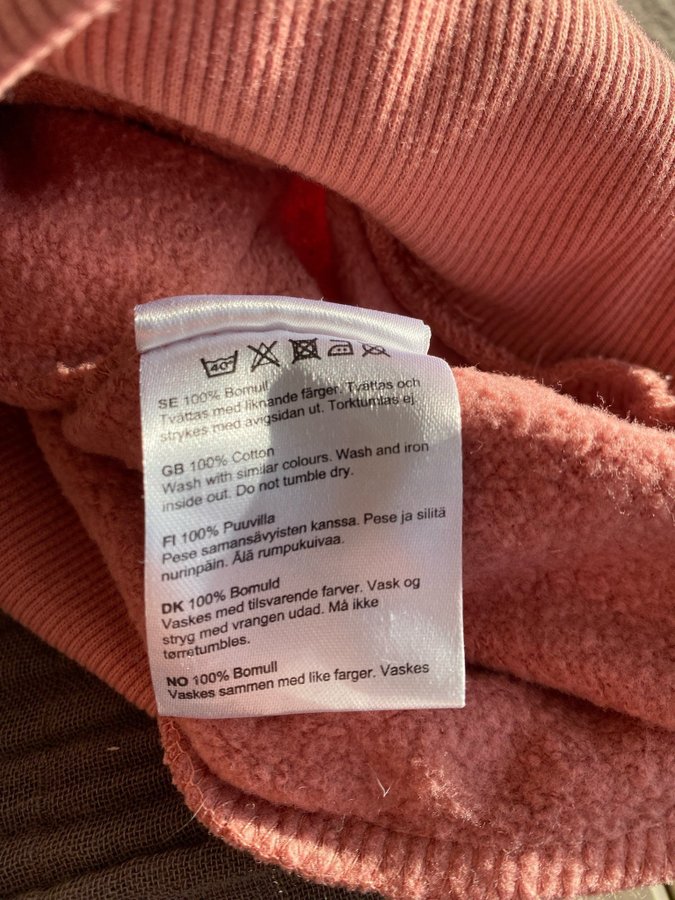 40°
SE 100% Bomull
Tvättas med liknande färger. Tvättas och
strykes med avigsidan ut. Torktumlas ej.
GB 100% Cotton
Wash with similar colours. Wash and iron
inside out. Do not tumble dry.
FI 100% Puuvilla
Pese samansävyisten kanssa. Pese ja silitä
nurinpäin. Älä rumpukuivaa.
DK 100% Bomuld
Vaskes med tilsvarende farver. Vask og
stryg med vrangen udad. Må ikke
tørretumbles.
NO 100% Bomull
Vaskes sammen med like farger. Vaskes